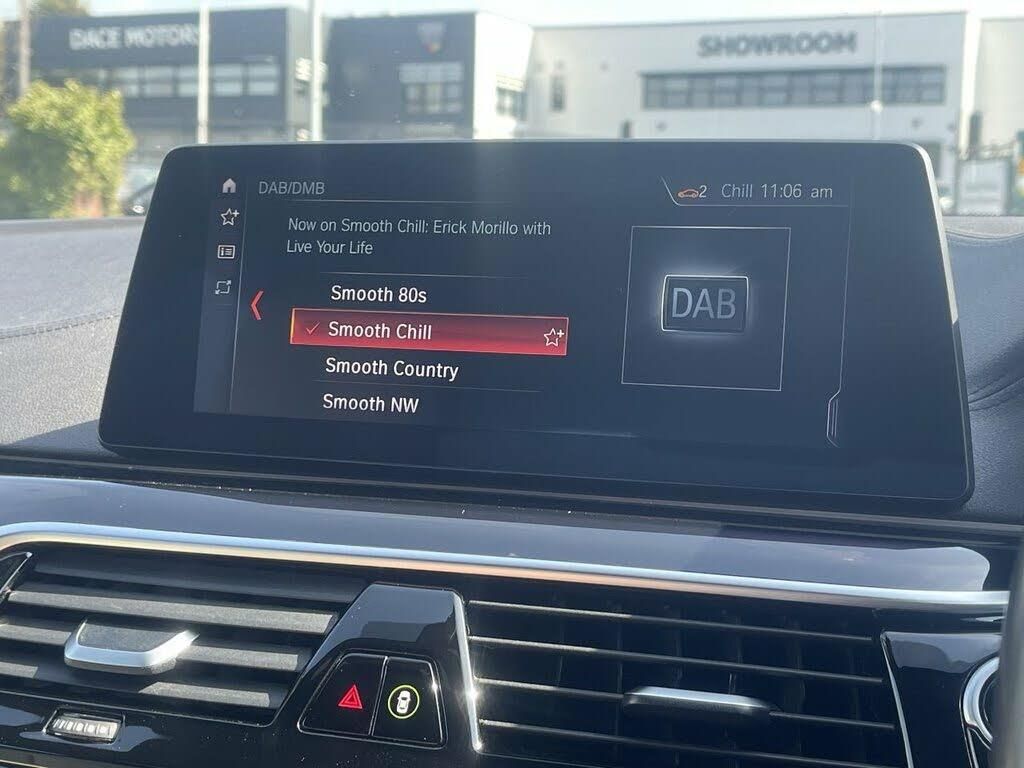 DACE MOTORS
SHOWROOM
DAB/DMB
2 Chill 11:06 am
Now on Smooth Chill: Erick Morillo with
Live Your Life
Smooth 80s
Smooth Chill
Smooth Country
Smooth NW
DAB